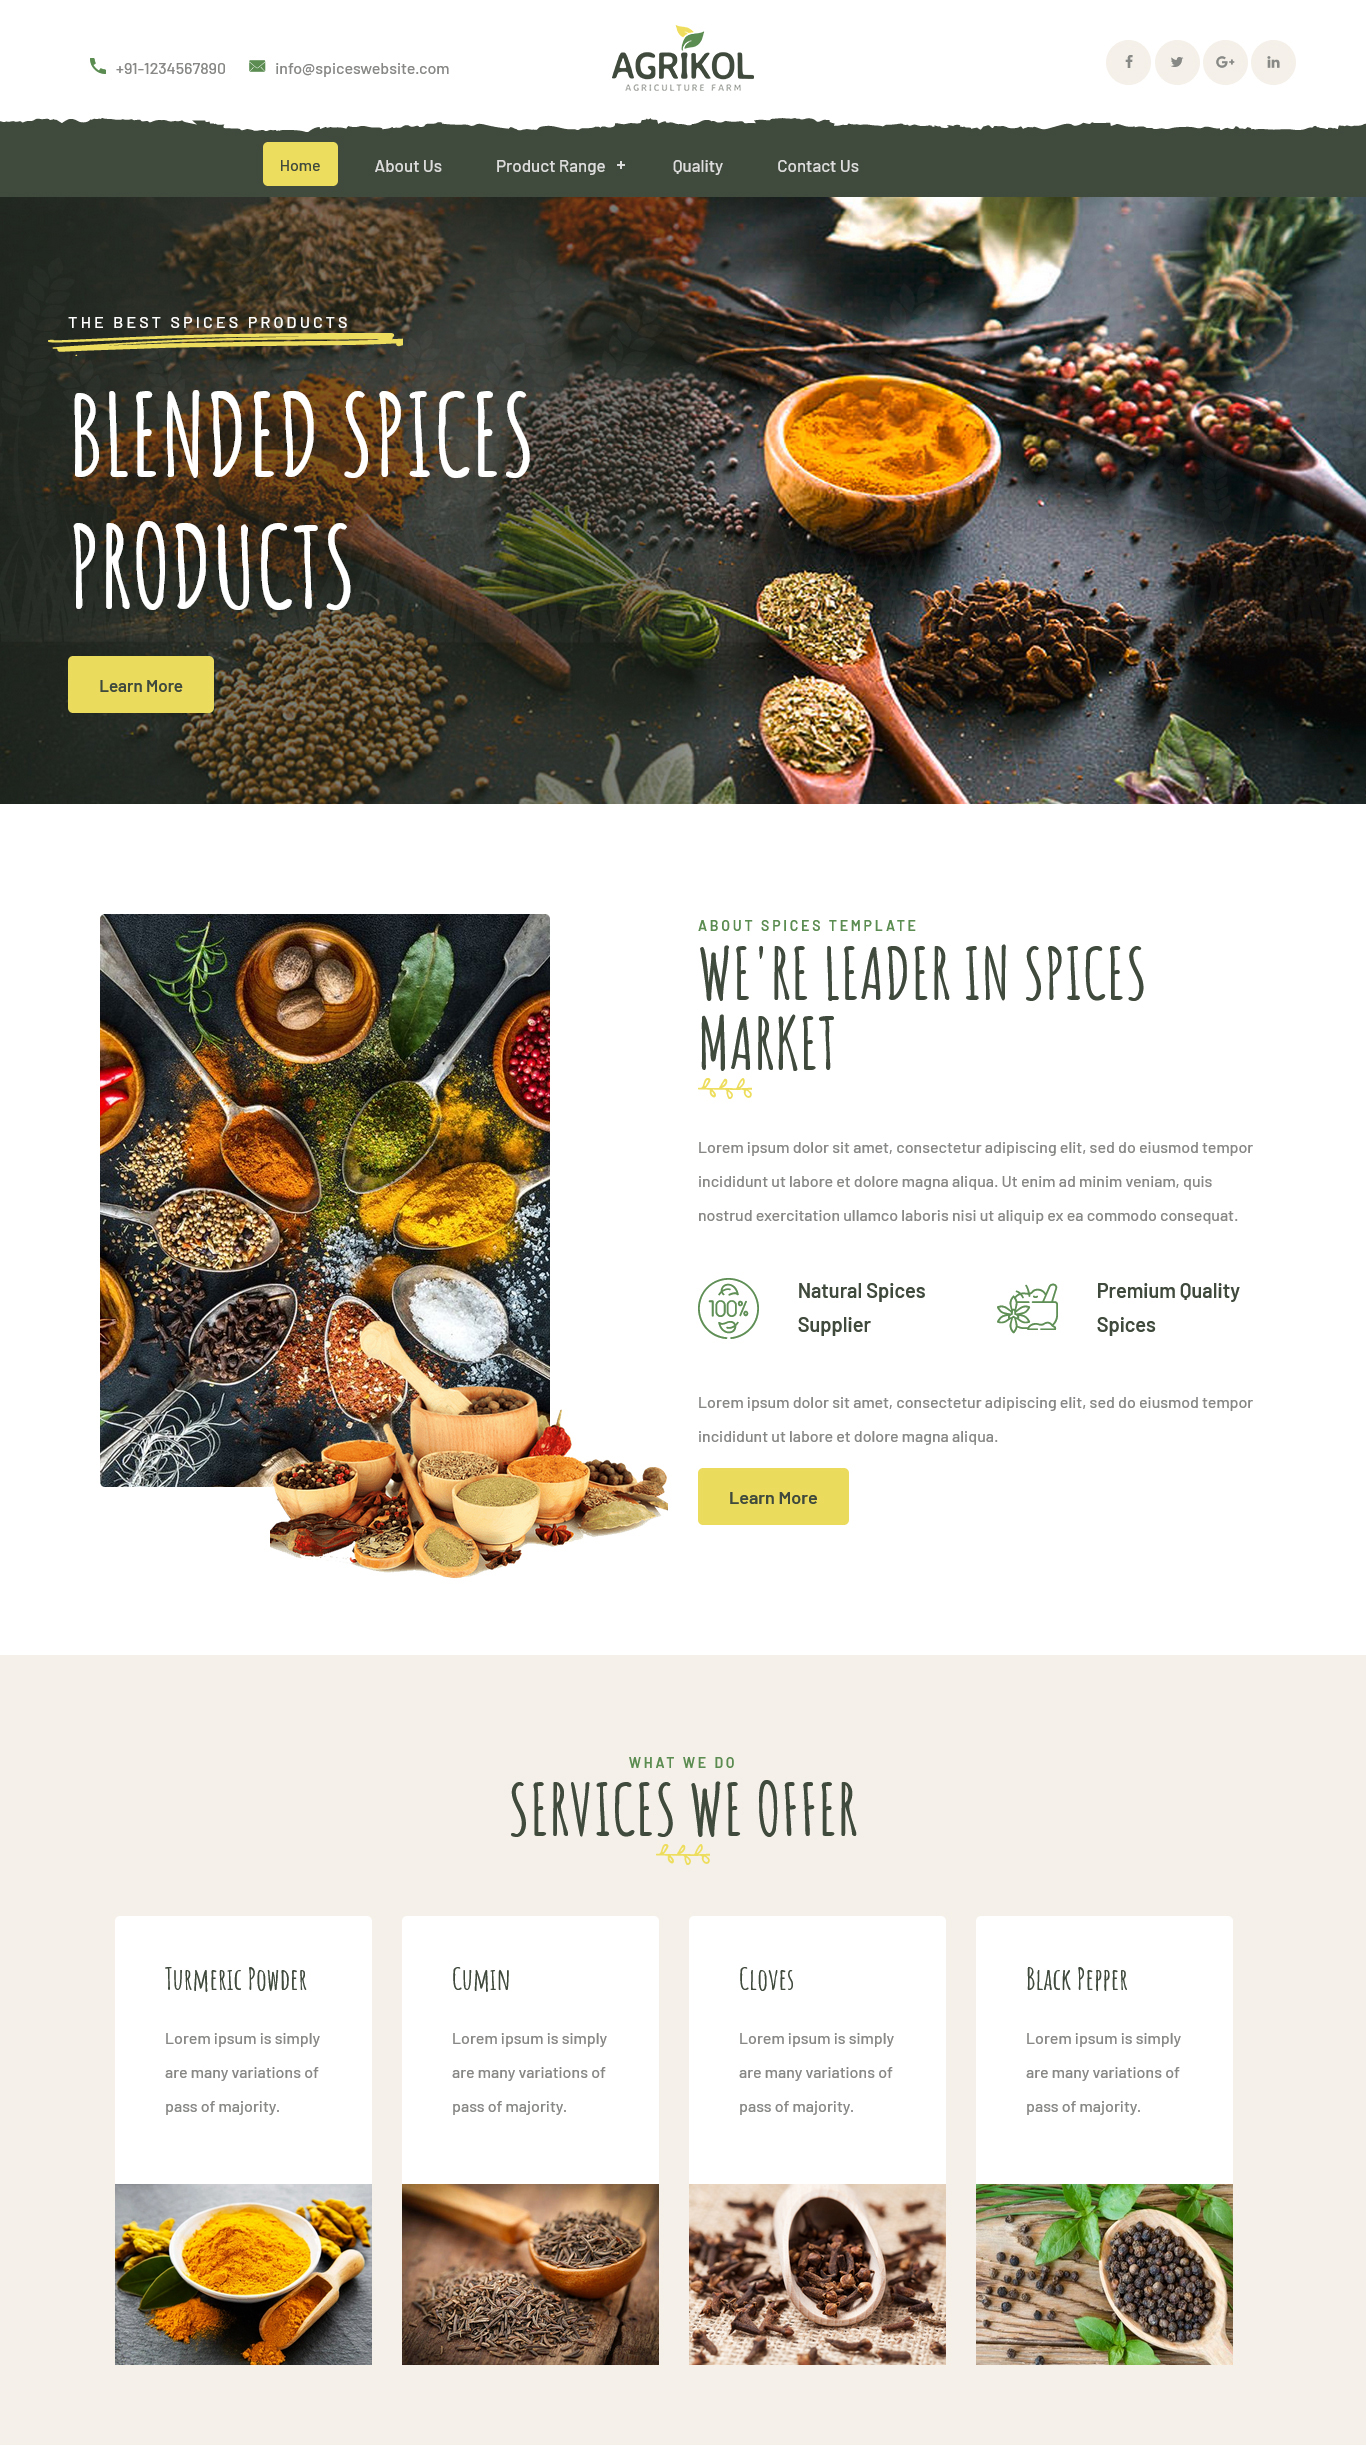 +91-1234567890
info@spiceswebsite.com
AGRIKOL
AGRICULTURE FARM
f
G+
in
Home
About Us
Product Range +
Quality
Contact Us
THE BEST SPICES PRODUCTS
BLENDED SPICES
PRODUCTS
Learn More
ABOUT SPICES TEMPLATE
WE'RE LEADER IN SPICES
MARKET
Lorem ipsum dolor sit amet, consectetur adipiscing elit, sed do eiusmod tempor
incididunt ut labore et dolore magna aliqua. Ut enim ad minim veniam, quis
nostrud exercitation ullamco laboris nisi ut aliquip ex ea commodo consequat.
100%
Natural Spices
Supplier
Premium Quality
Spices
Lorem ipsum dolor sit amet, consectetur adipiscing elit, sed do eiusmod tempor
incididunt ut labore et dolore magna aliqua.
Learn More
WHAT WE DO
SERVICES WE OFFER
Turmeric Powder
Lorem ipsum is simply
are many variations of
pass of majority.
Cumin
Lorem ipsum is simply
are many variations of
pass of majority.
Cloves
Lorem ipsum is simply
are many variations of
pass of majority.
Black Pepper
Lorem ipsum is simply
are many variations of
pass of majority.